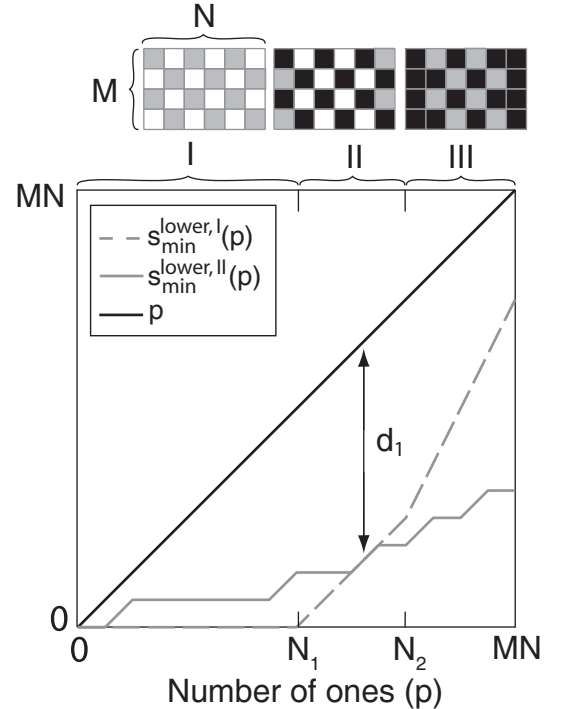 N
M
I II III
MN
s_min^lower, I(p)
s_min^lower, II(p)
p
d₁
0
0 N₁ N₂ MN
Number of ones (p)